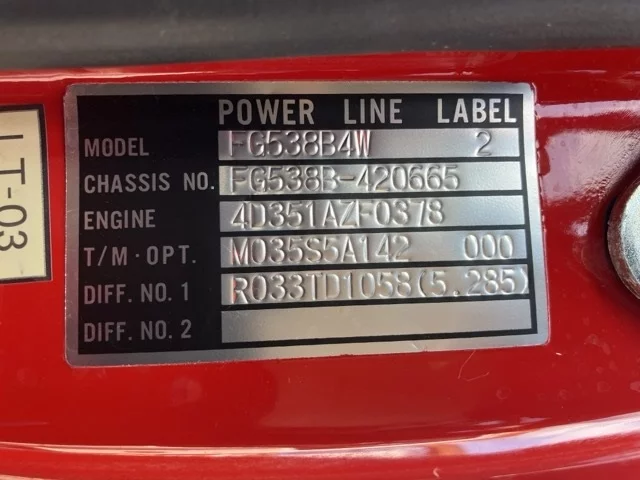 POWER LINE LABEL
MODEL FG538B4W 2
CHASSIS NO. FG538B-420665
ENGINE 4D351AZF0378
T/M·OPT. M035S5A142 000
DIFF. NO. 1 R033TD1058(5.285)
DIFF. NO. 2
LT-03